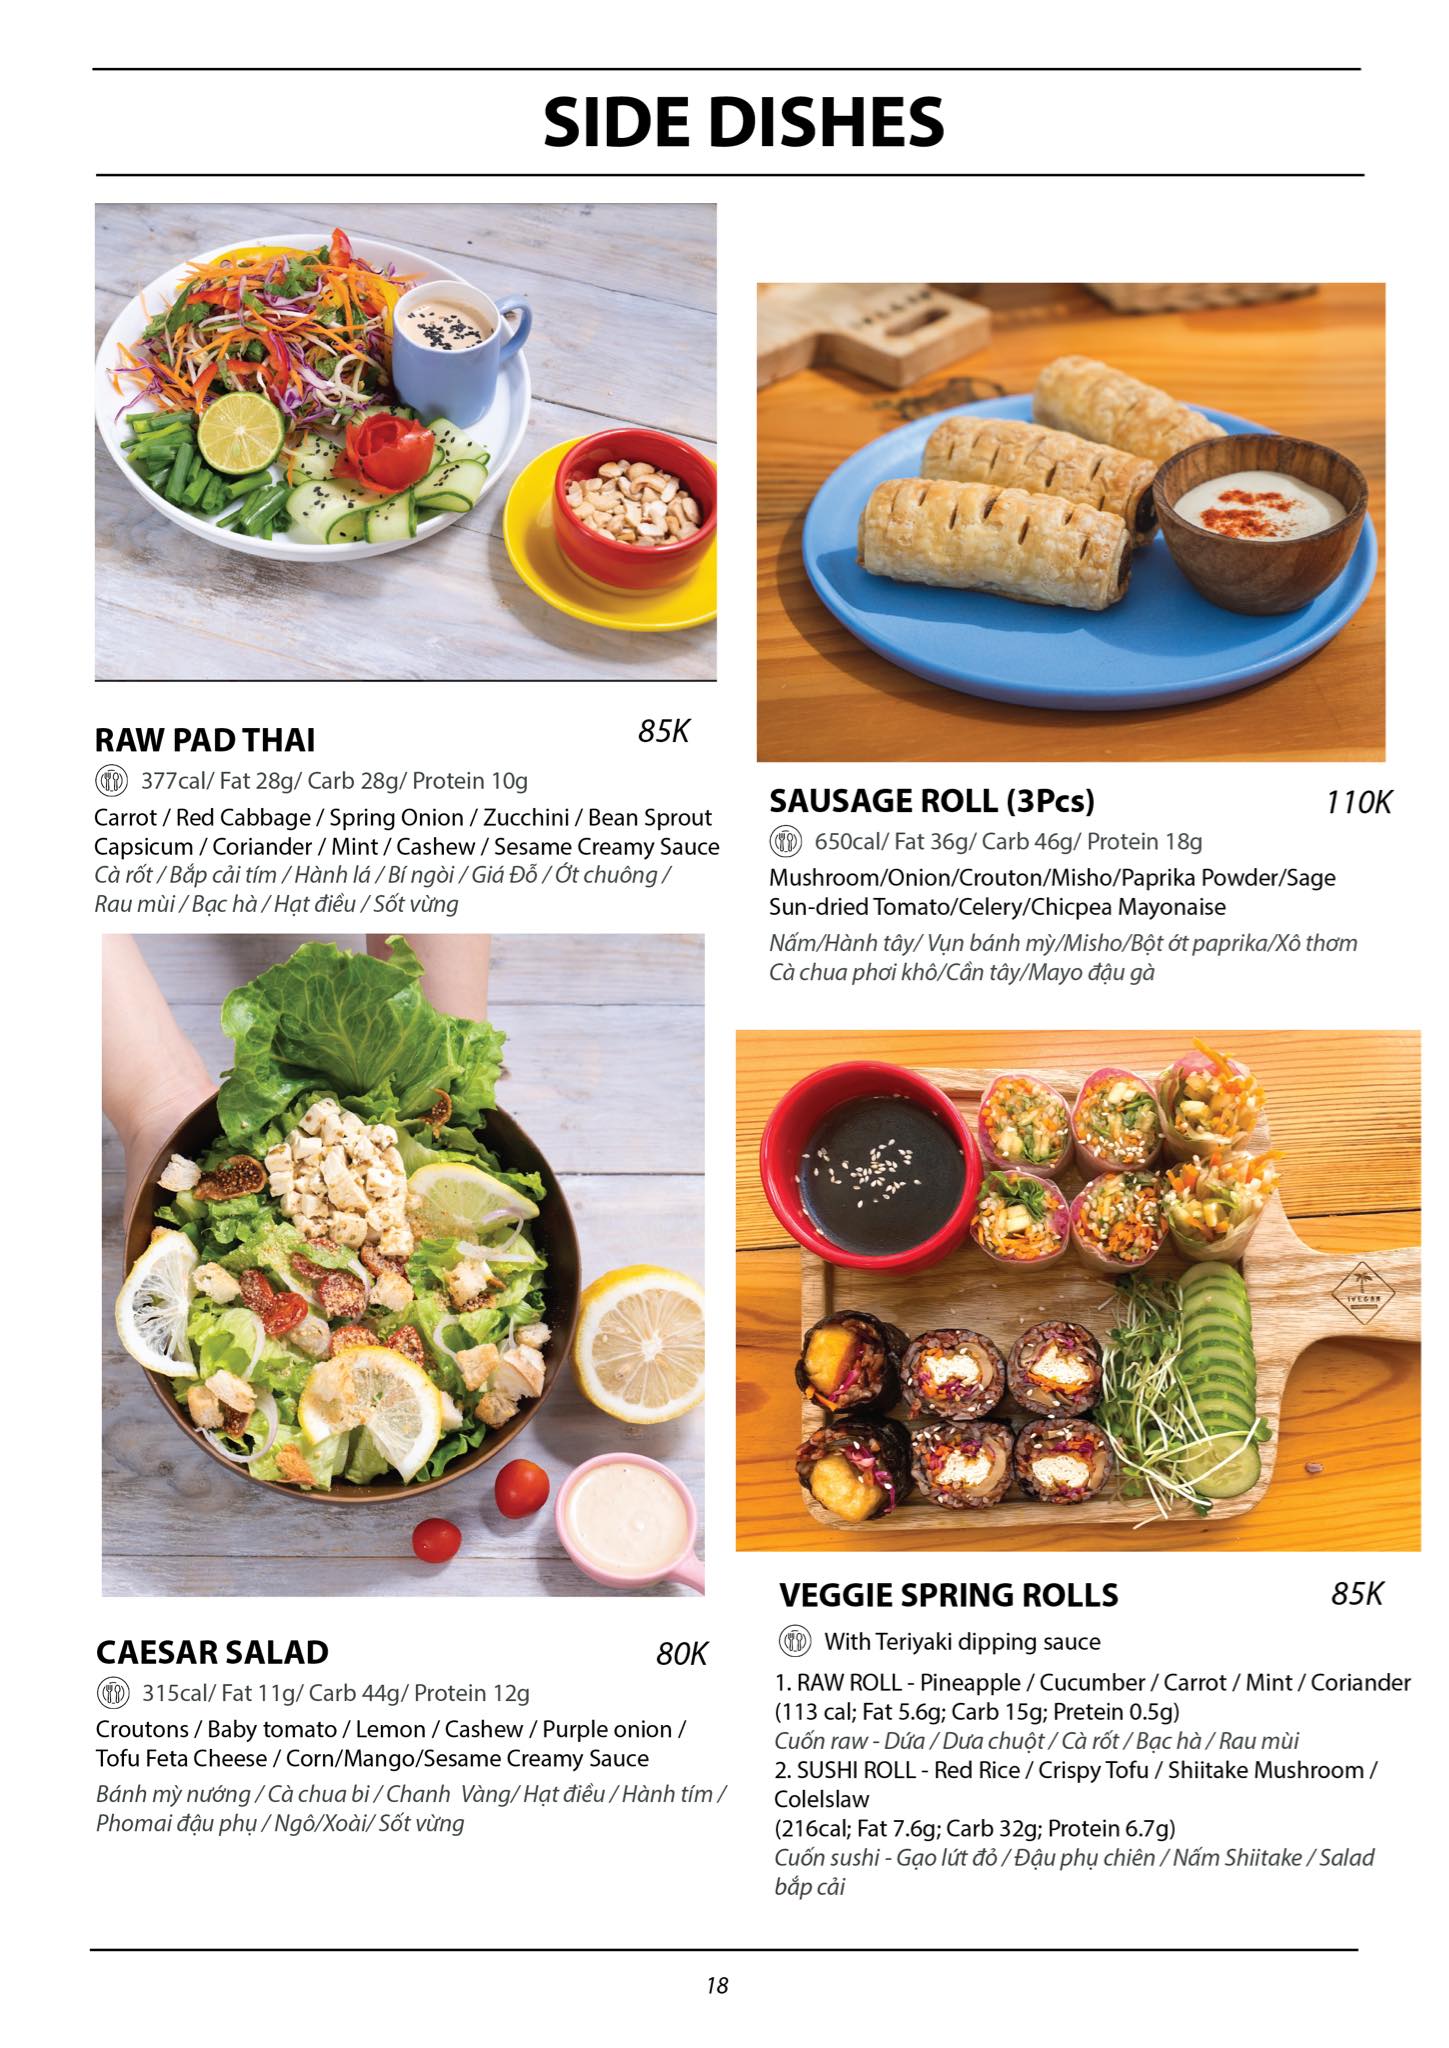 SIDE DISHES
RAW PAD THAI 85K
377cal/ Fat 28g/ Carb 28g/ Protein 10g
Carrot / Red Cabbage / Spring Onion / Zucchini / Bean Sprout
Capsicum / Coriander / Mint / Cashew / Sesame Creamy Sauce
Cà rốt / Bắp cải tím / Hành lá / Bí ngòi / Giá Đỗ / Ớt chuông /
Rau mùi / Bạc hà / Hạt điều / Sốt vừng
SAUSAGE ROLL (3Pcs) 110K
650cal/ Fat 36g/ Carb 46g/ Protein 18g
Mushroom/Onion/Crouton/Misho/Paprika Powder/Sage
Sun-dried Tomato/Celery/Chicpea Mayonaise
Nấm/Hành tây/ Vụn bánh mỳ/Misho/Bột ớt paprika/Xô thơm
Cà chua phơi khô/Cần tây/Mayo đậu gà
CAESAR SALAD 80K
315cal/ Fat 11g/ Carb 44g/ Protein 12g
Croutons / Baby tomato / Lemon / Cashew / Purple onion /
Tofu Feta Cheese / Corn/Mango/Sesame Creamy Sauce
Bánh mỳ nướng / Cà chua bi / Chanh Vàng/ Hạt điều / Hành tím /
Phomai đậu phụ / Ngô/Xoài/ Sốt vừng
VEGGIE SPRING ROLLS 85K
With Teriyaki dipping sauce
1. RAW ROLL - Pineapple / Cucumber / Carrot / Mint / Coriander
(113 cal; Fat 5.6g; Carb 15g; Pretein 0.5g)
Cuốn raw - Dứa / Dưa chuột / Cà rốt / Bạc hà / Rau mùi
2. SUSHI ROLL - Red Rice / Crispy Tofu / Shiitake Mushroom /
Colelslaw
(216cal; Fat 7.6g; Carb 32g; Protein 6.7g)
Cuốn sushi - Gạo lứt đỏ / Đậu phụ chiên / Nấm Shiitake / Salad
bắp cải
18